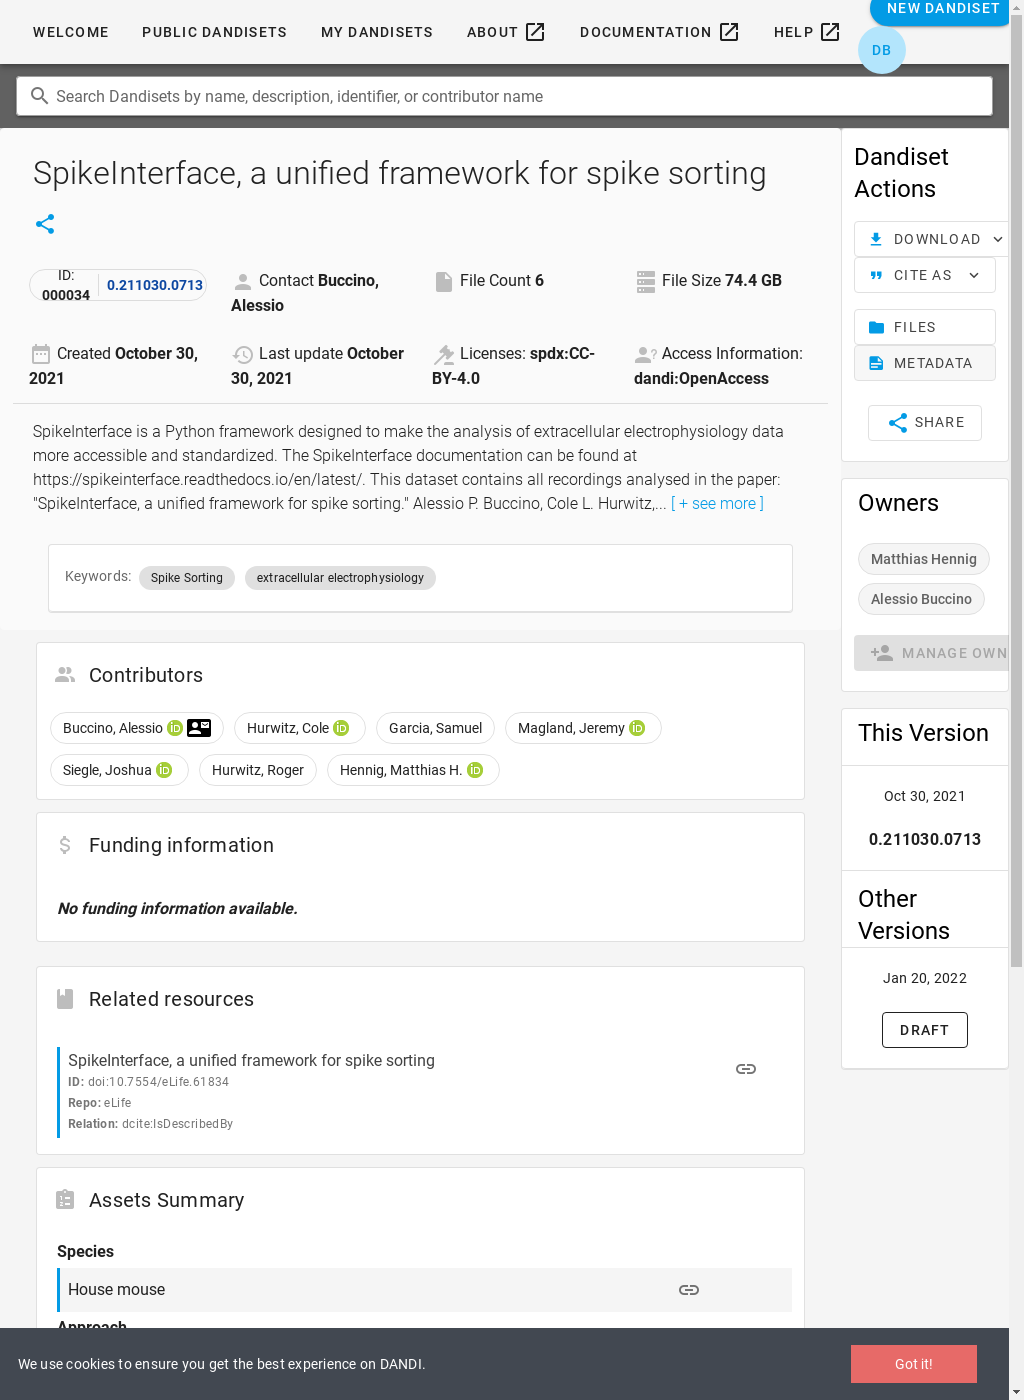 WELCOME PUBLIC DANDISETS MY DANDISETS ABOUT DOCUMENTATION HELP NEW DANDISET
DB
Search Dandisets by name, description, identifier, or contributor name
SpikeInterface, a unified framework for spike sorting
ID: 000034 0.211030.0713
Contact Buccino, Alessio
File Count 6
File Size 74.4 GB
Created October 30, 2021
Last update October 30, 2021
Licenses: spdx:CC-BY-4.0
Access Information: dandi:OpenAccess
SpikeInterface is a Python framework designed to make the analysis of extracellular electrophysiology data
more accessible and standardized. The SpikeInterface documentation can be found at
https://spikeinterface.readthedocs.io/en/latest/. This dataset contains all recordings analysed in the paper:
"SpikeInterface, a unified framework for spike sorting." Alessio P. Buccino, Cole L. Hurwitz,... [ + see more ]
Keywords: Spike Sorting extracellular electrophysiology
Contributors
Buccino, Alessio iD Hurwitz, Cole iD Garcia, Samuel Magland, Jeremy iD
Siegle, Joshua iD Hurwitz, Roger Hennig, Matthias H. iD
Funding information
No funding information available.
Related resources
SpikeInterface, a unified framework for spike sorting
ID: doi:10.7554/eLife.61834
Repo: eLife
Relation: dcite:IsDescribedBy
Assets Summary
Species
House mouse
Approach
Dandiset
Actions
DOWNLOAD
CITE AS
FILES
METADATA
SHARE
Owners
Matthias Hennig
Alessio Buccino
MANAGE OWN
This Version
Oct 30, 2021
0.211030.0713
Other
Versions
Jan 20, 2022
DRAFT
We use cookies to ensure you get the best experience on DANDI.
Got it!